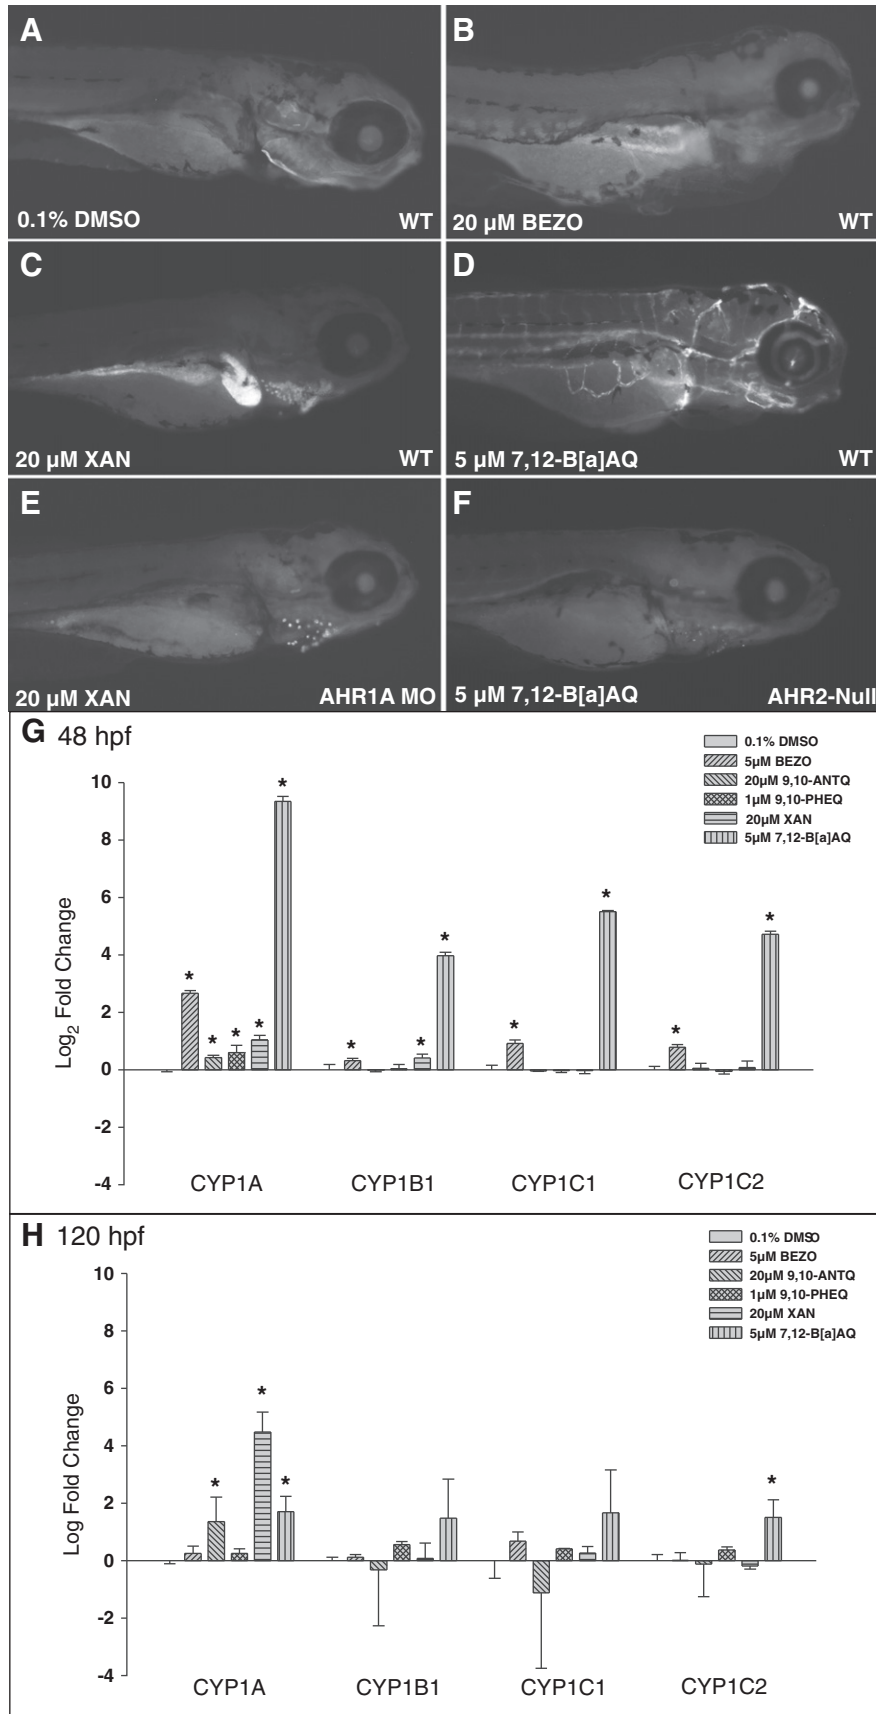 A
B
0.1% DMSO WT
20 µM BEZO WT
C
D
20 µM XAN WT
5 µM 7,12-B[a]AQ WT
E
F
20 µM XAN AHR1A MO
5 µM 7,12-B[a]AQ AHR2-Null
G 48 hpf
0.1% DMSO
5µM BEZO
20µM 9,10-ANTQ
1µM 9,10-PHEQ
20µM XAN
5µM 7,12-B[a]AQ
Log2 Fold Change
10
8
6
4
2
0
-2
-4
* * * * *
* * *
* *
* *
CYP1A CYP1B1 CYP1C1 CYP1C2
H 120 hpf
0.1% DMSO
5µM BEZO
20µM 9,10-ANTQ
1µM 9,10-PHEQ
20µM XAN
5µM 7,12-B[a]AQ
Log Fold Change
10
8
6
4
2
0
-2
-4
* * *
*
CYP1A CYP1B1 CYP1C1 CYP1C2